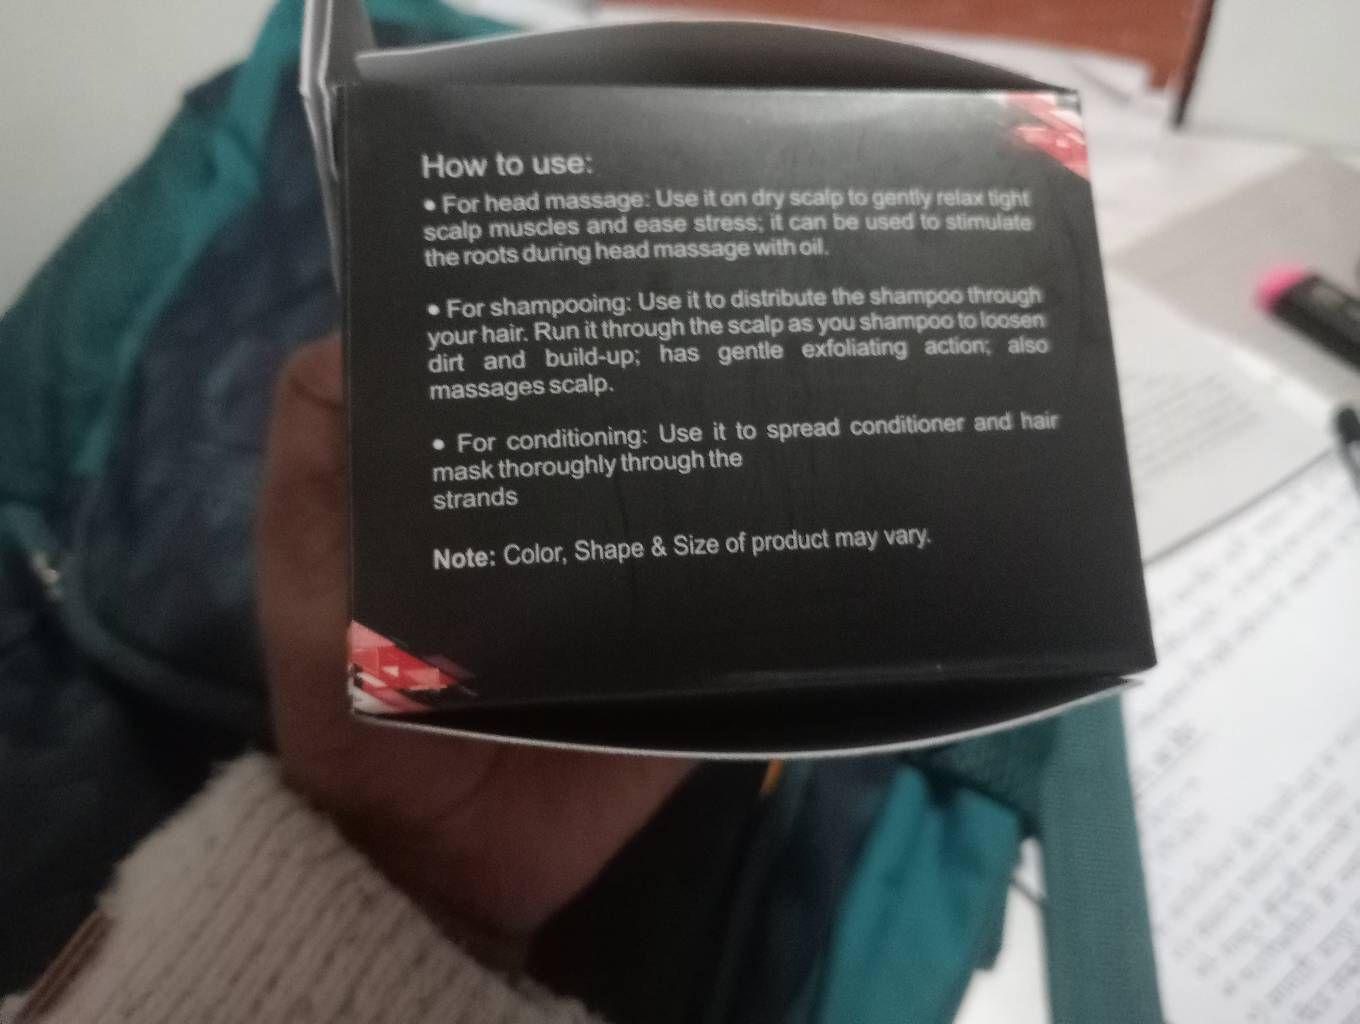 How to use:
• For head massage: Use it on dry scalp to gently relax tight
scalp muscles and ease stress; it can be used to stimulate
the roots during head massage with oil.
• For shampooing: Use it to distribute the shampoo through
your hair. Run it through the scalp as you shampoo to loosen
dirt and build-up; has gentle exfoliating action; also
massages scalp.
• For conditioning: Use it to spread conditioner and hair
mask thoroughly through the
strands
Note: Color, Shape & Size of product may vary.